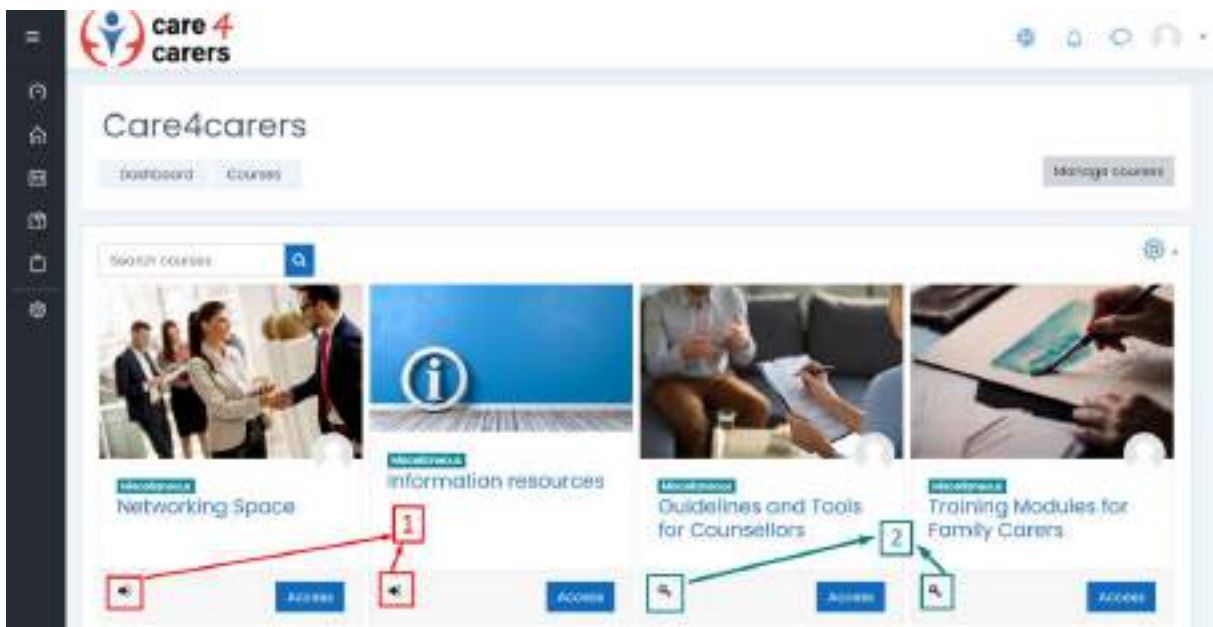 care 4
carers
Care4carers
Dashboard Courses
Manage courses
Search courses
Miscellaneous
Networking Space
Miscellaneous
Information resources
Miscellaneous
Guidelines and Tools
for Counsellors
Miscellaneous
Training Modules for
Family Carers
1
2
Access
Access
Access
Access